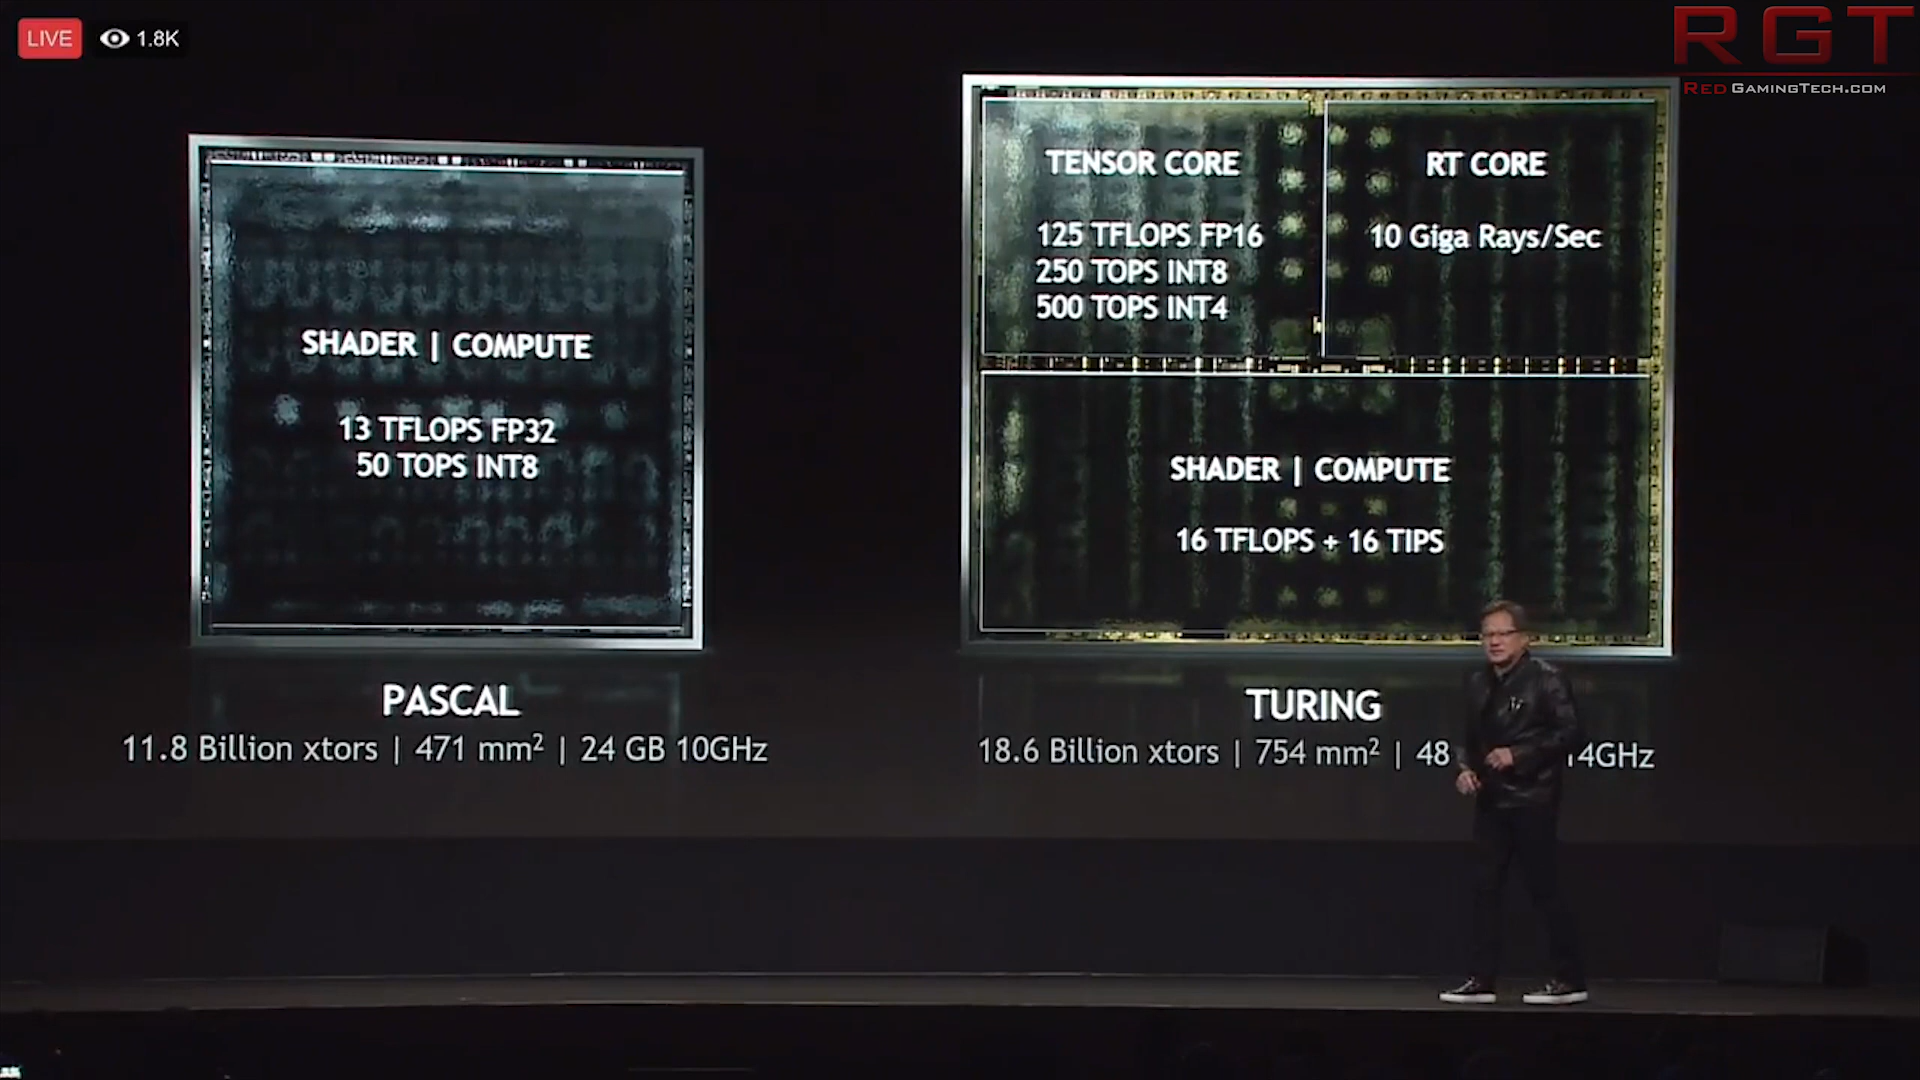 LIVE 1.8K
RGT
RED GAMINGTECH.COM
SHADER | COMPUTE
13 TFLOPS FP32
50 TOPS INT8
PASCAL
11.8 Billion xtors | 471 mm² | 24 GB 10GHz
TENSOR CORE
125 TFLOPS FP16
250 TOPS INT8
500 TOPS INT4
RT CORE
10 Giga Rays/Sec
SHADER | COMPUTE
16 TFLOPS + 16 TIPS
TURING
18.6 Billion xtors | 754 mm² | 48